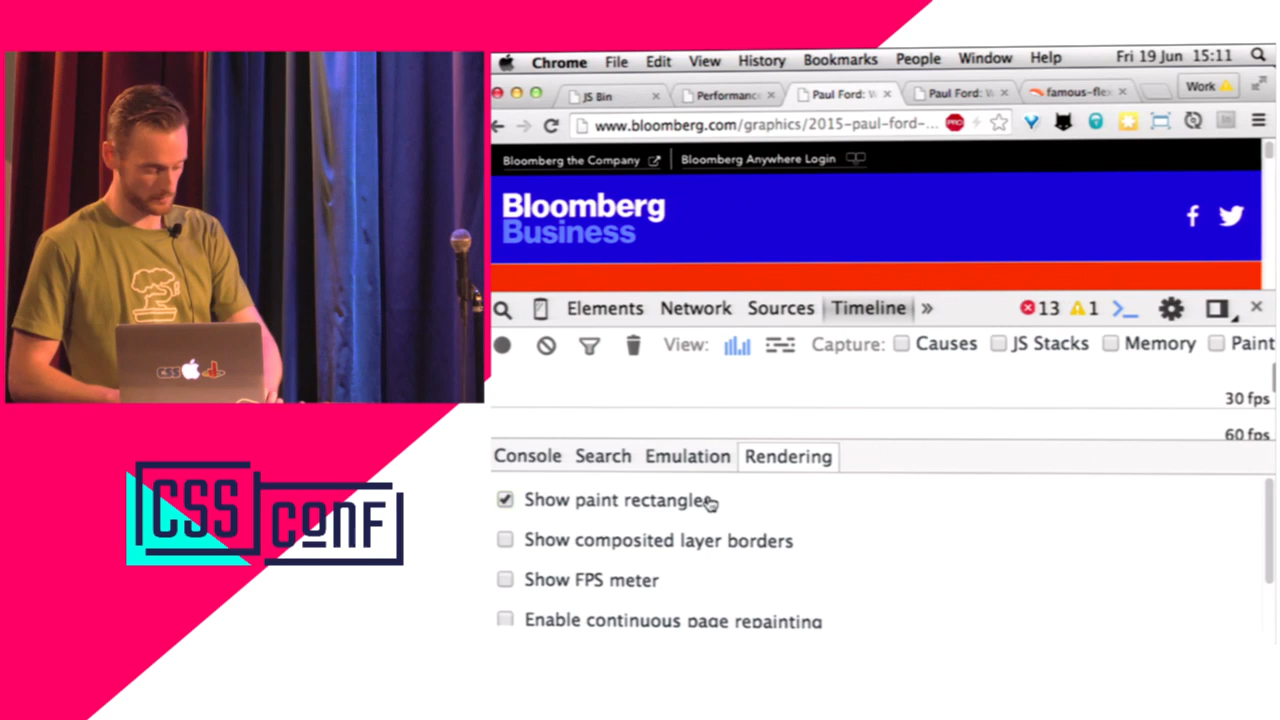 Chrome File Edit View History Bookmarks People Window Help Fri 19 Jun 15:11
JS Bin Performanc Paul Ford: W Paul Ford: W famous-fle Work
www.bloomberg.com/graphics/2015-paul-ford-...
Bloomberg the Company Bloomberg Anywhere Login
Bloomberg
Business
Elements Network Sources Timeline » 13 1
View: Capture: Causes JS Stacks Memory Paint
30 fps
60 fps
Console Search Emulation Rendering
Show paint rectangles
Show composited layer borders
Show FPS meter
Enable continuous page repainting
CSS
CSS
CONF